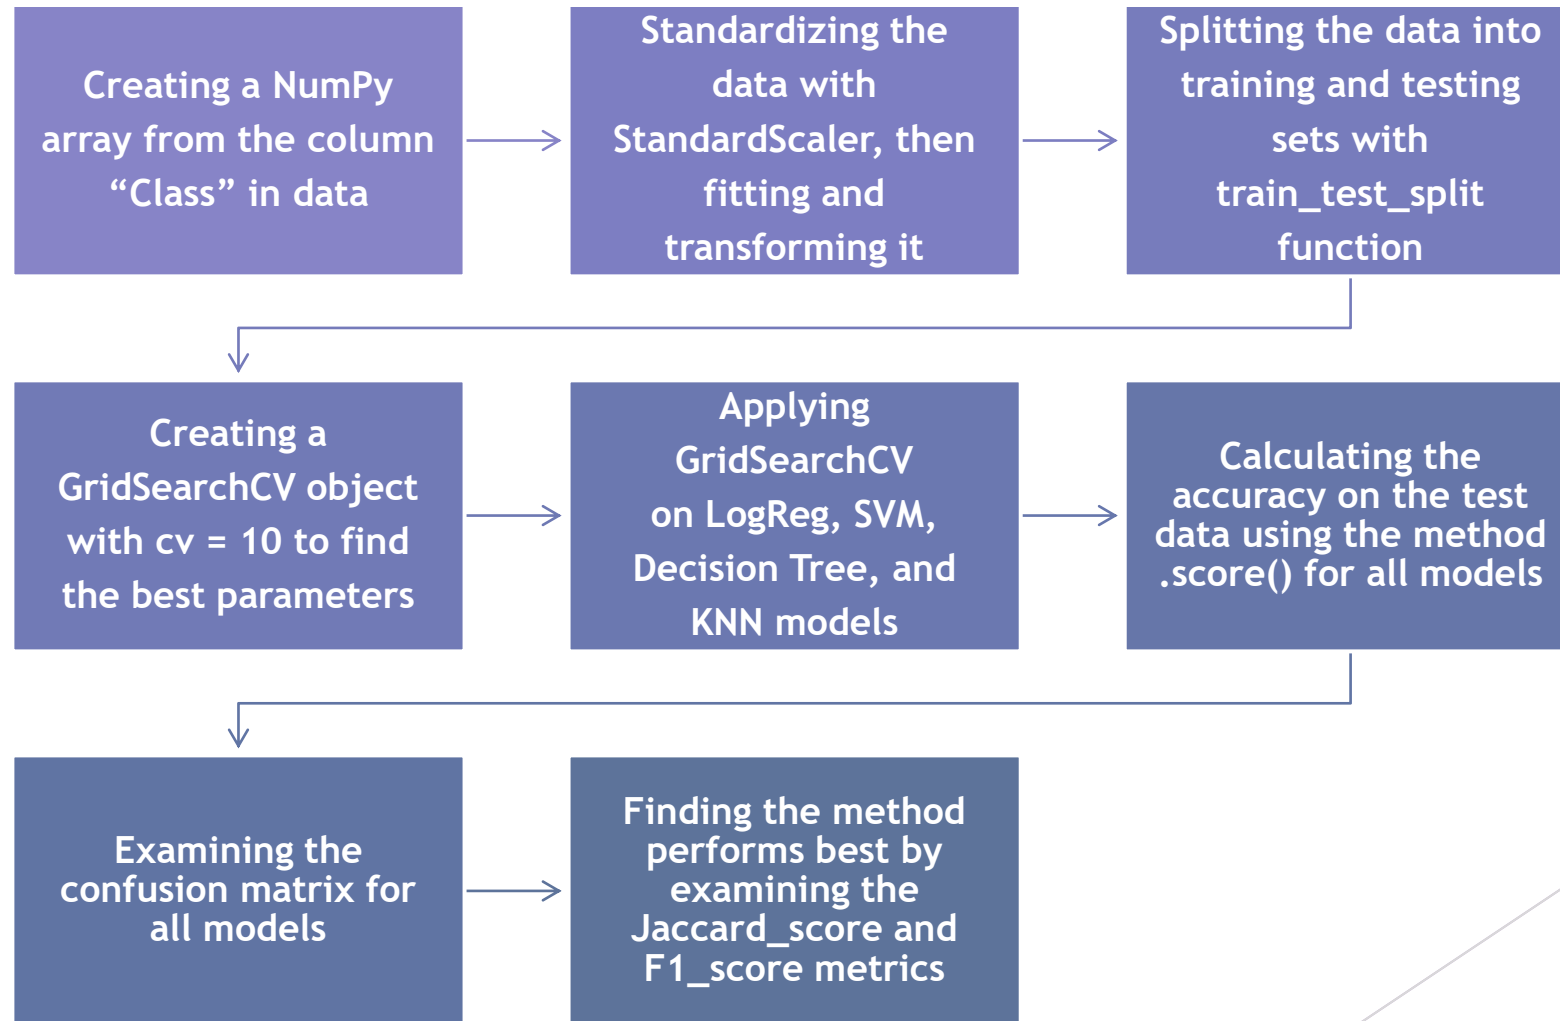 Creating a NumPy
array from the column
“Class” in data
Standardizing the
data with
StandardScaler, then
fitting and
transforming it
Splitting the data into
training and testing
sets with
train_test_split
function
Creating a
GridSearchCV object
with cv = 10 to find
the best parameters
Applying
GridSearchCV
on LogReg, SVM,
Decision Tree, and
KNN models
Calculating the
accuracy on the test
data using the method
.score() for all models
Examining the
confusion matrix for
all models
Finding the method
performs best by
examining the
Jaccard_score and
F1_score metrics